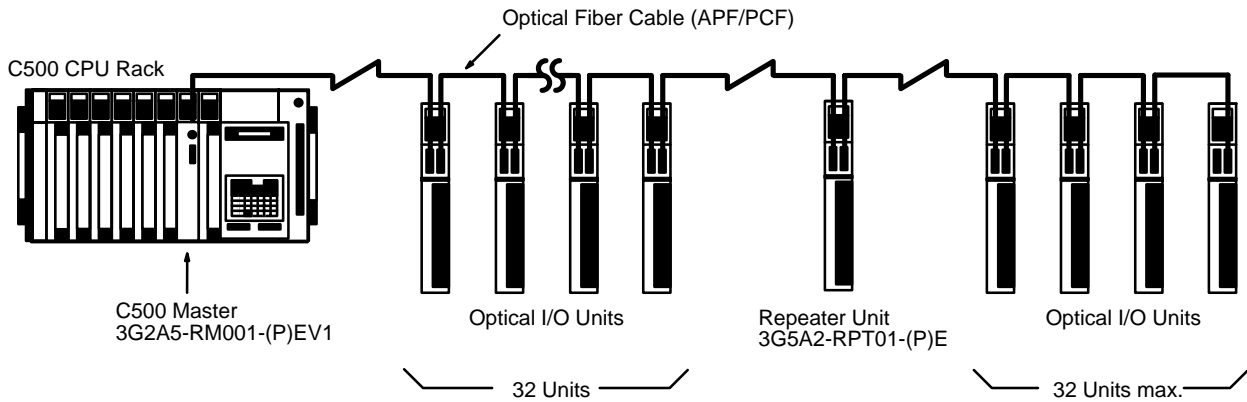 Optical Fiber Cable (APF/PCF)
C500 CPU Rack
C500 Master
3G2A5-RM001-(P)EV1
Optical I/O Units
Repeater Unit
3G5A2-RPT01-(P)E
Optical I/O Units
32 Units
32 Units max.